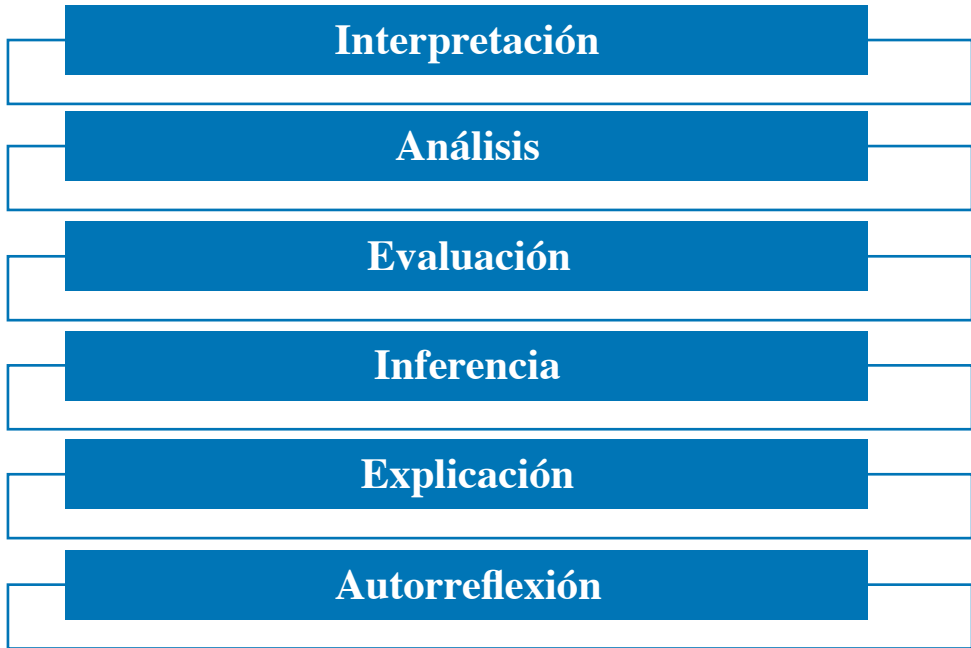 Interpretación
Análisis
Evaluación
Inferencia
Explicación
Autorreflexión